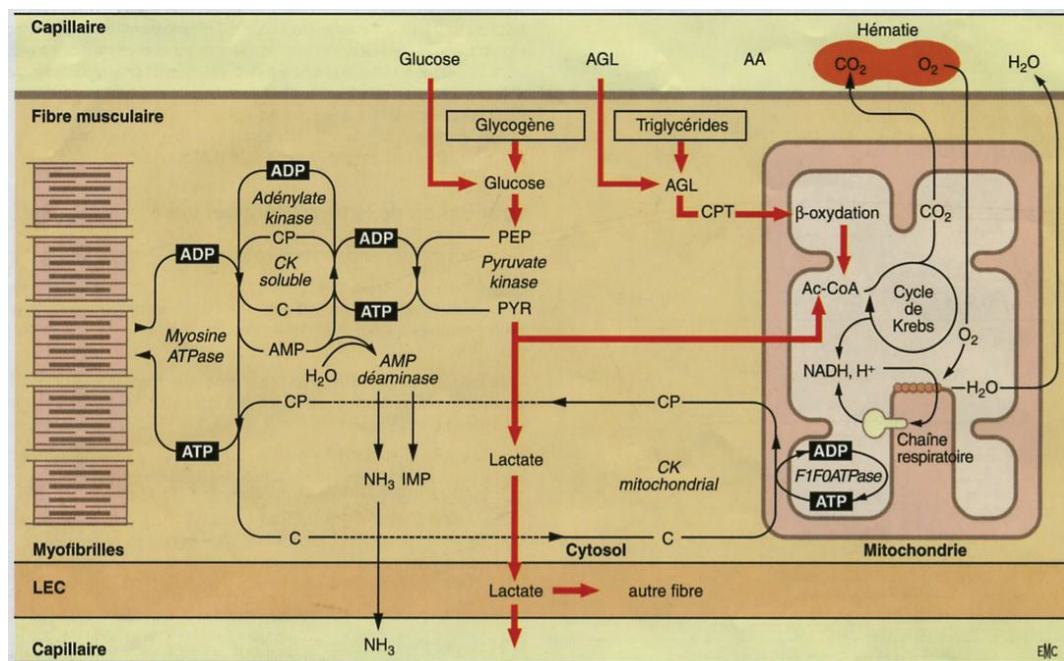 Capillaire
Hématie
Glucose
AGL
AA
CO2
O2
H2O
Fibre musculaire
Glycogène
Triglycérides
ADP
Adénylate
kinase
Glucose
AGL
CPT
β-oxydation
CO2
CP
ADP
PEP
ADP
CK
soluble
Pyruvate
kinase
Ac-CoA
Cycle
de
Krebs
C
ATP
PYR
Myosine
ATPase
AMP
H2O
AMP
déaminase
O2
NADH, H+
H2O
CP
CP
Chaîne
respiratoire
ATP
Lactate
CK
mitochondrial
ADP
F1F0ATPase
ATP
NH3
IMP
C
C
Myofibrilles
Cytosol
Mitochondrie
LEC
Lactate
autre fibre
Capillaire
NH3
EMC